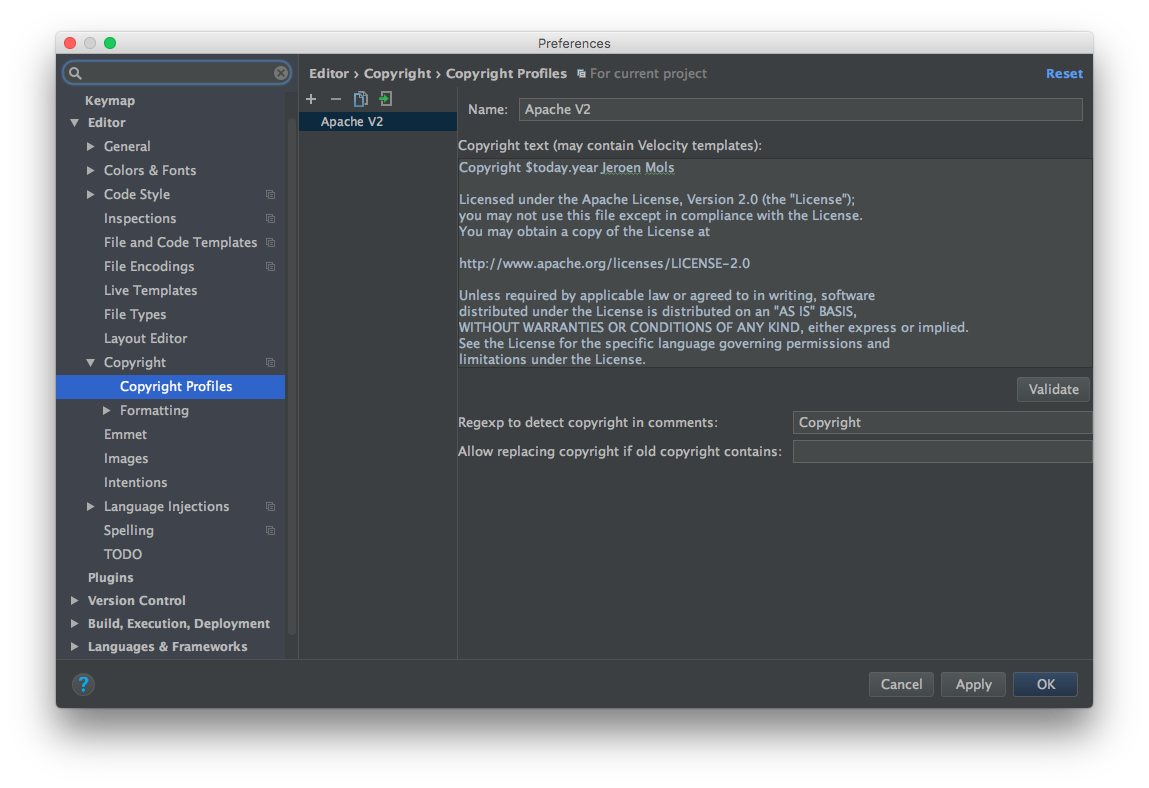 Preferences
Editor › Copyright › Copyright Profiles For current project Reset
Keymap
Editor
General
Colors & Fonts
Code Style
Inspections
File and Code Templates
File Encodings
Live Templates
File Types
Layout Editor
Copyright
Copyright Profiles
Formatting
Emmet
Images
Intentions
Language Injections
Spelling
TODO
Plugins
Version Control
Build, Execution, Deployment
Languages & Frameworks
Apache V2
Name: Apache V2
Copyright text (may contain Velocity templates):
Copyright $today.year Jeroen Mols
Licensed under the Apache License, Version 2.0 (the "License");
you may not use this file except in compliance with the License.
You may obtain a copy of the License at
http://www.apache.org/licenses/LICENSE-2.0
Unless required by applicable law or agreed to in writing, software
distributed under the License is distributed on an "AS IS" BASIS,
WITHOUT WARRANTIES OR CONDITIONS OF ANY KIND, either express or implied.
See the License for the specific language governing permissions and
limitations under the License.
Validate
Regexp to detect copyright in comments: Copyright
Allow replacing copyright if old copyright contains:
? Cancel Apply OK